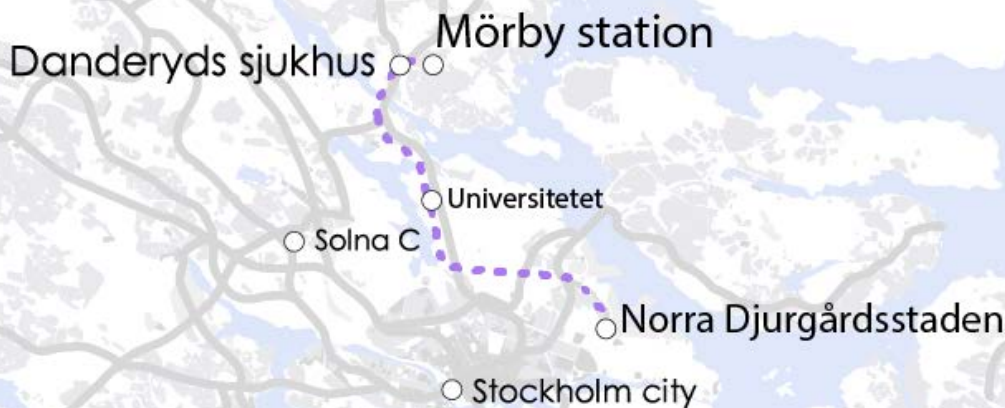 Mörby station
Danderyds sjukhus
Universitetet
Solna C
Norra Djurgårdsstaden
Stockholm city